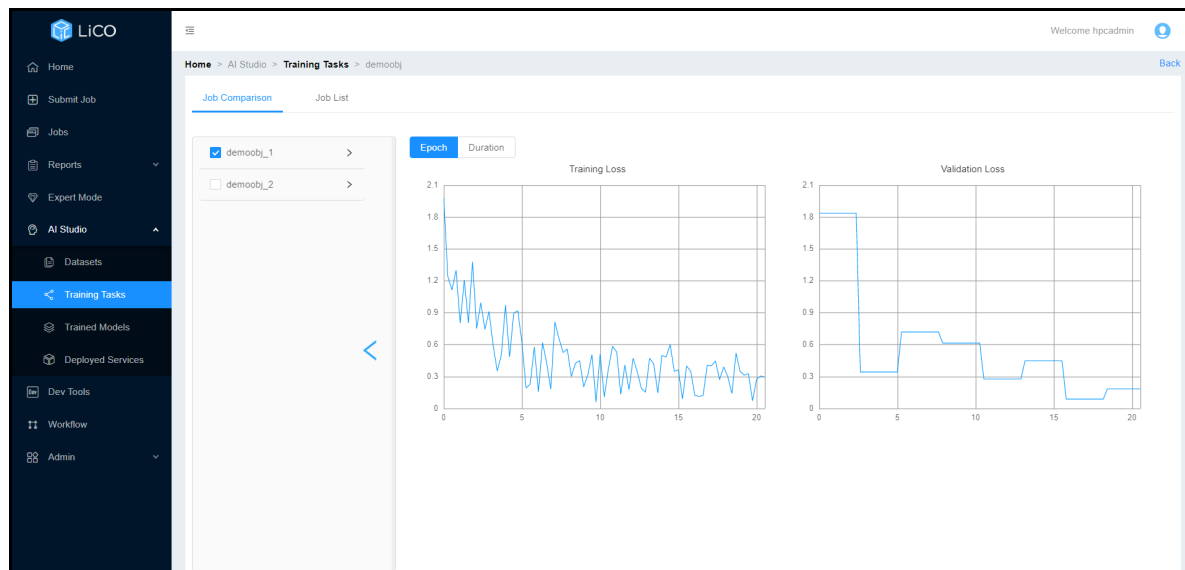 LiCO
Welcome hpcadmin
Home
Submit Job
Jobs
Reports
Expert Mode
AI Studio
Datasets
Training Tasks
Trained Models
Deployed Services
Dev
Dev Tools
Workflow
Admin
Home > AI Studio > Training Tasks > demoobj
Back
Job Comparison
Job List
demoobj_1 >
demoobj_2 >
Epoch
Duration
Training Loss
2.1
1.8
1.5
1.2
0.9
0.6
0.3
0
0 5 10 15 20
Validation Loss
2.1
1.8
1.5
1.2
0.9
0.6
0.3
0
0 5 10 15 20